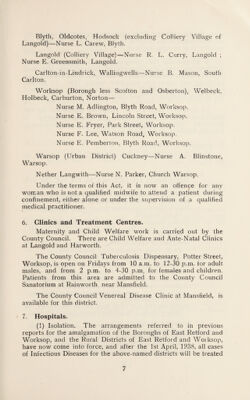 Blyth, Oldcotes, Hodsock (excluding Colliery Village of
Langold)—Nurse L. Carew, Blyth.
Langold (Colliery Village)—Nurse R. L. Curry, Langold ;
Nurse E. Greensmith, Langold.
Carlton-in-Lindrick, Wallingwells—Nurse B. Mason, South
Carlton.
Worksop (Borough less Scofton and Osberton), Welbeck,
Holbeck, Carburton, Norton—
Nurse M. Adlington, Blyth Road, Worksop.
Nurse E. Brown, Lincoln Street, Worksop.
Nurse E. Fryer, Park Street, Worksop.
Nurse F. Lee, Watson Road, Worksop.
Nurse E. Pemberton, Blyth Road, Worksop.
Warsop (Urban District) Cuckney—Nurse A. Blinstone,
Warsop.
Nether Langwith—Nurse N. Parker, Church Warsop.
Under the terms of this Act, it is now an offence for any
woman who is not a qualified midwife to attend a patient during
confinement, either alone or under the supervision of a qualified
medical practitioner.
6. Clinics and Treatment Centres.
Maternity and Child Welfare work is carried out by the
County Council. There are Child Welfare and Ante-Natal Clinics
at Langold and Harworth.
The County Council Tuberculosis Dispensary, Potter Street,
Worksop, is open on Fridays from 10 a.m. to 12-30 p.m. for adult
males, and from 2 p.m. to 4-30 p.m. for females and children.
Patients from this area are admitted to the County Council
Sanatorium at Rainsworth, near Mansfield.
The County Council Venereal Disease Clinic at Mansfield, is
available for this district.
7. Hospitals.
(1) Isolation. The arrangements referred to in previous
reports for the amalgamation of the Boroughs of East Retford and
Worksop, and the Rural Districts of East Retford and Worksop,
have now come into force, and after the 1st April, 1938, all cases
of Infectious Diseases for the above-named districts will be treated
7